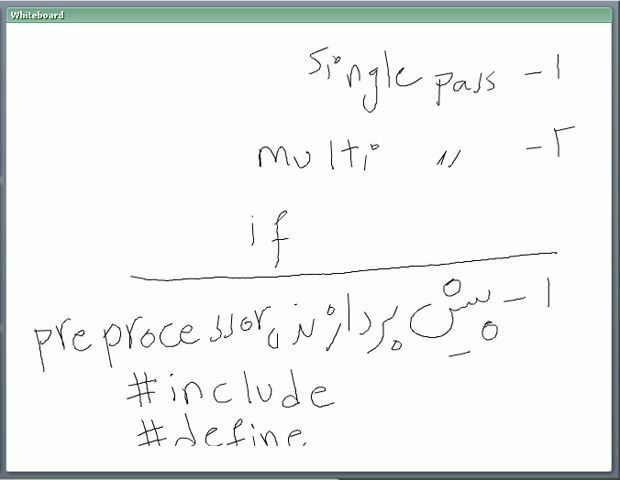 Whiteboard
۱- single pass
۲- multi 〃
if
۱- پیش پردازنده preprocessor
#include
#define